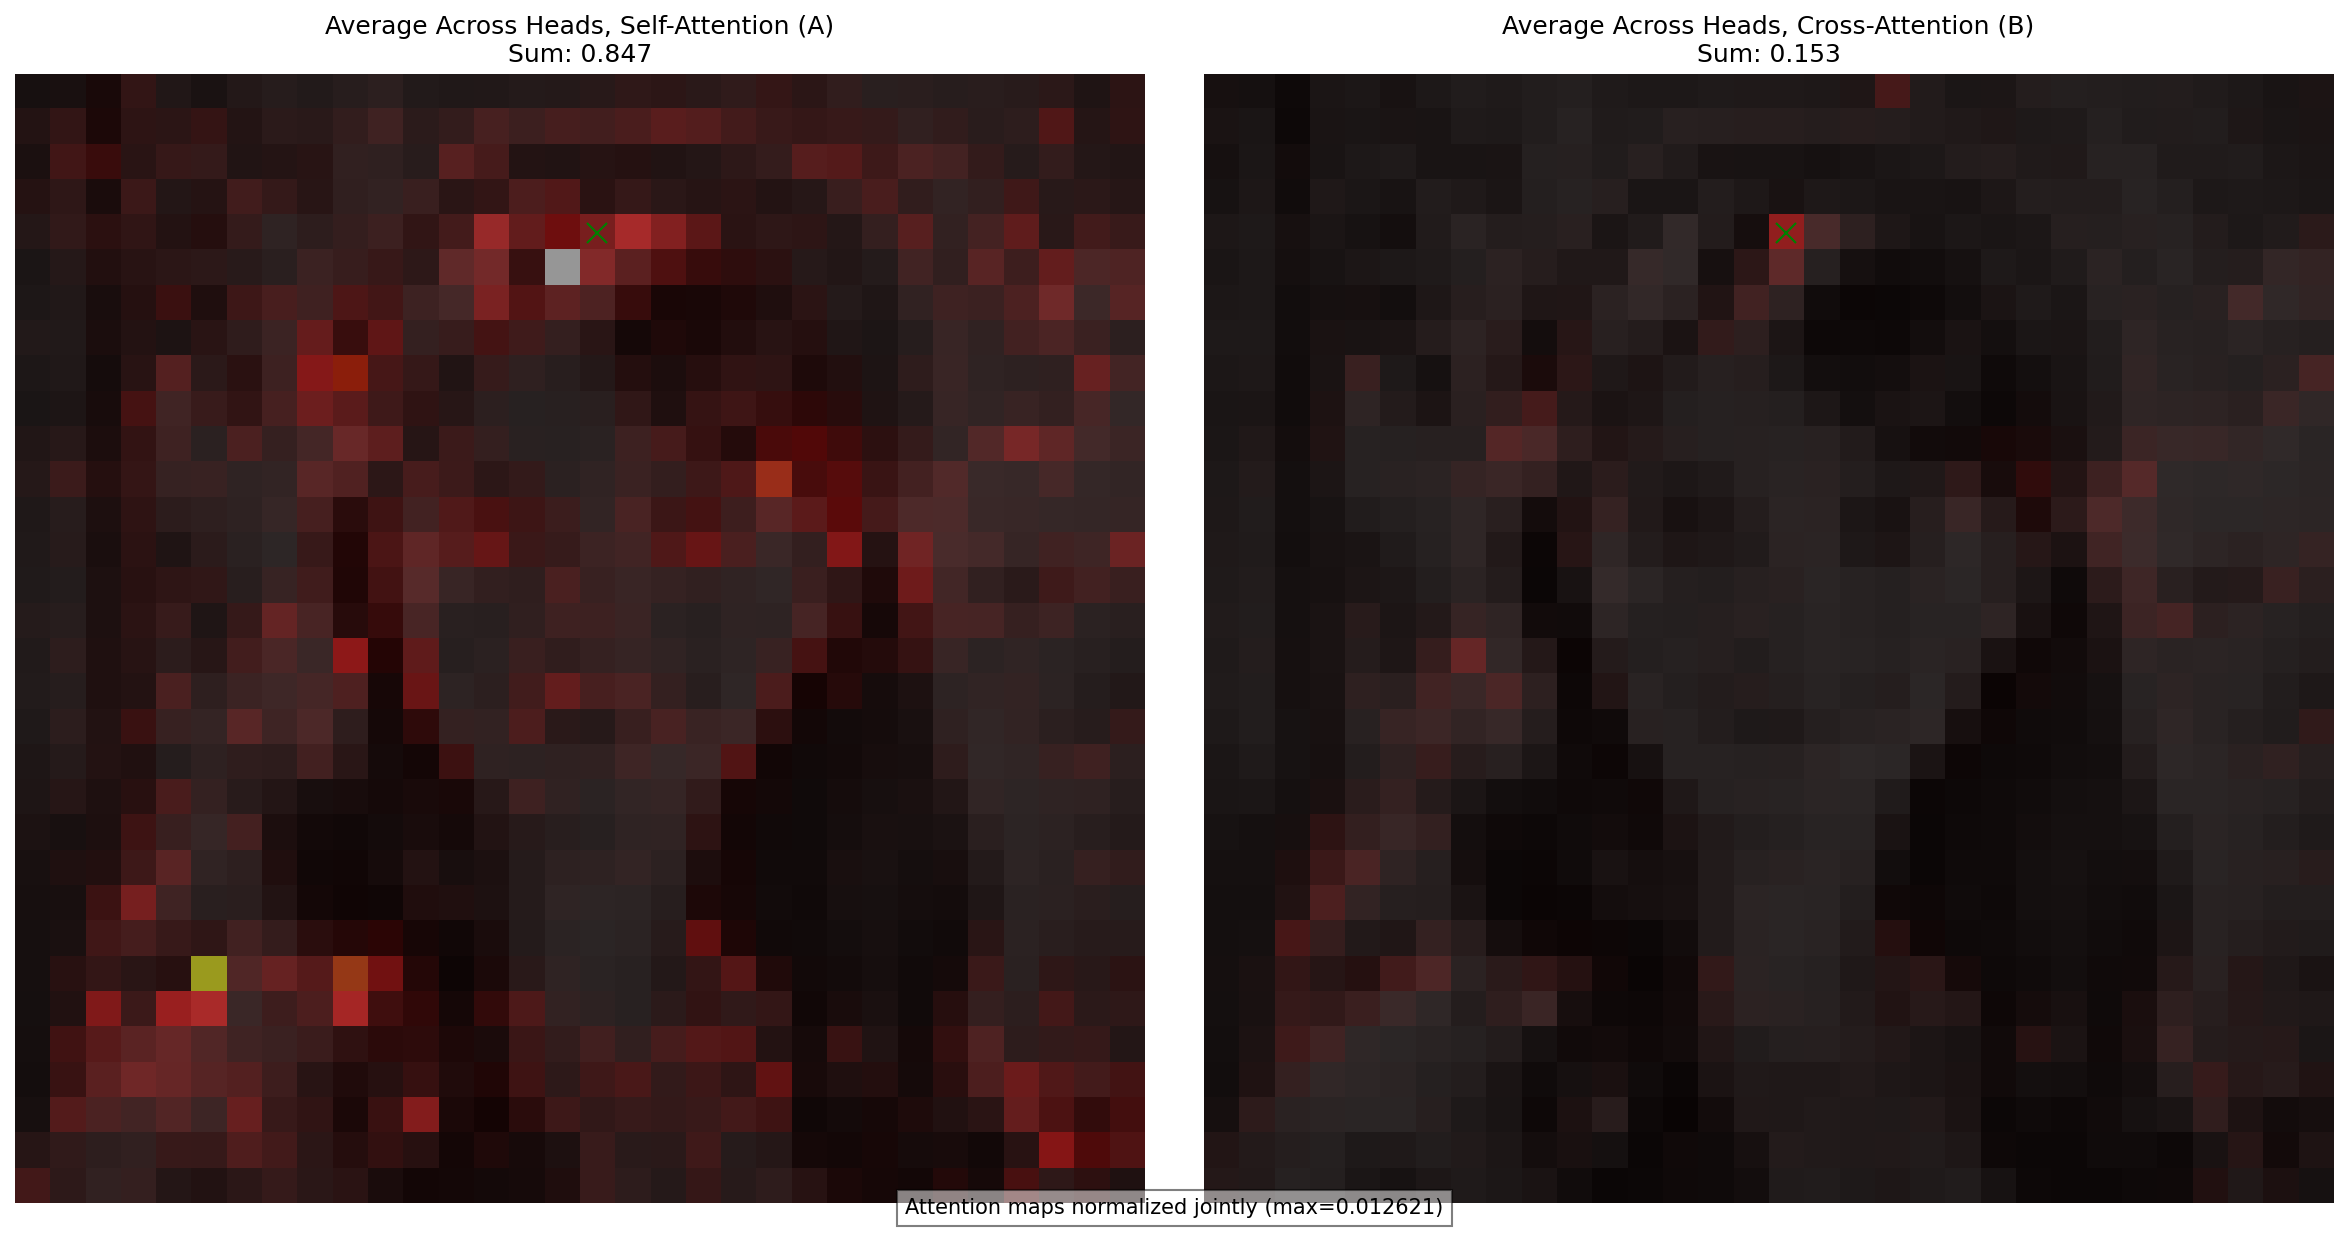 Average Across Heads, Self-Attention (A)
Sum: 0.847
Average Across Heads, Cross-Attention (B)
Sum: 0.153
Attention maps normalized jointly (max=0.012621)